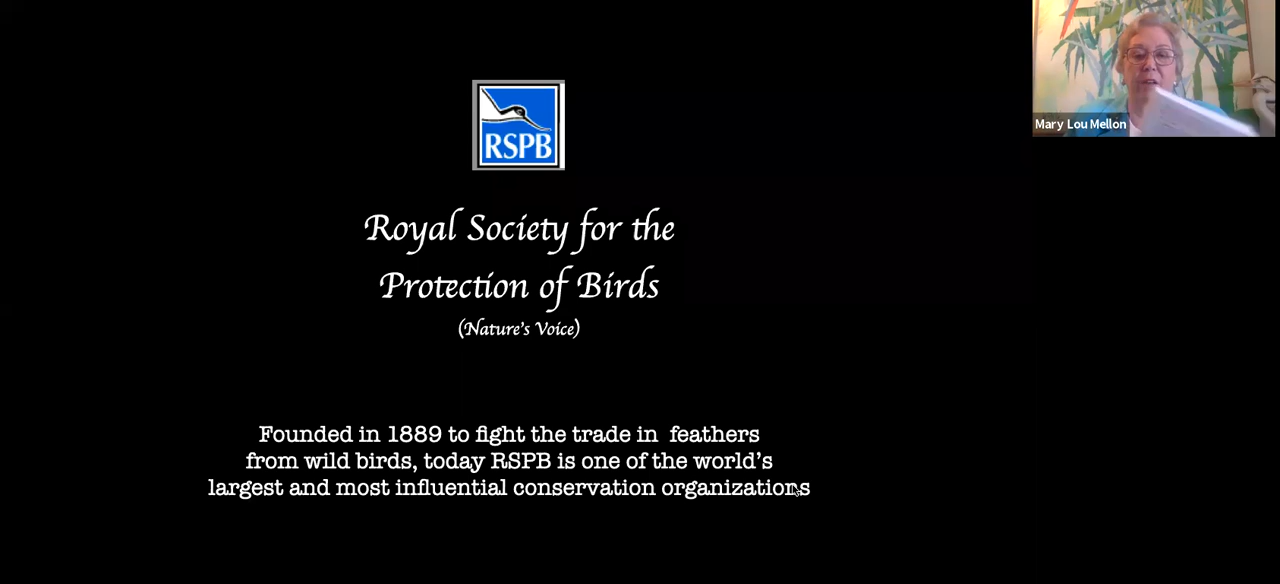 RSPB
Royal Society for the
Protection of Birds
(Nature's Voice)
Founded in 1889 to fight the trade in feathers
from wild birds, today RSPB is one of the world's
largest and most influential conservation organizations
Mary Lou Mellon